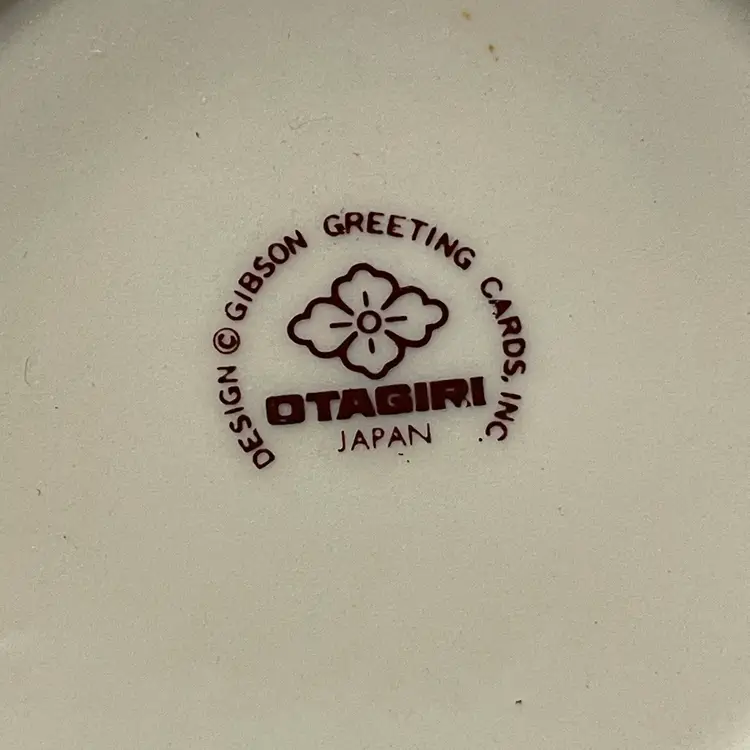 DESIGN © GIBSON GREETING CARDS, INC.
OTAGIRI
JAPAN